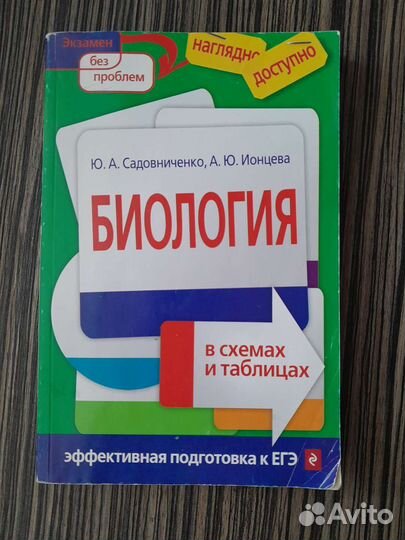 Экзамен
без
проблем
наглядно
доступно
Ю. А. Садовниченко, А. Ю. Ионцева
БИОЛОГИЯ
в схемах
и таблицах
эффективная подготовка к ЕГЭ
Avito